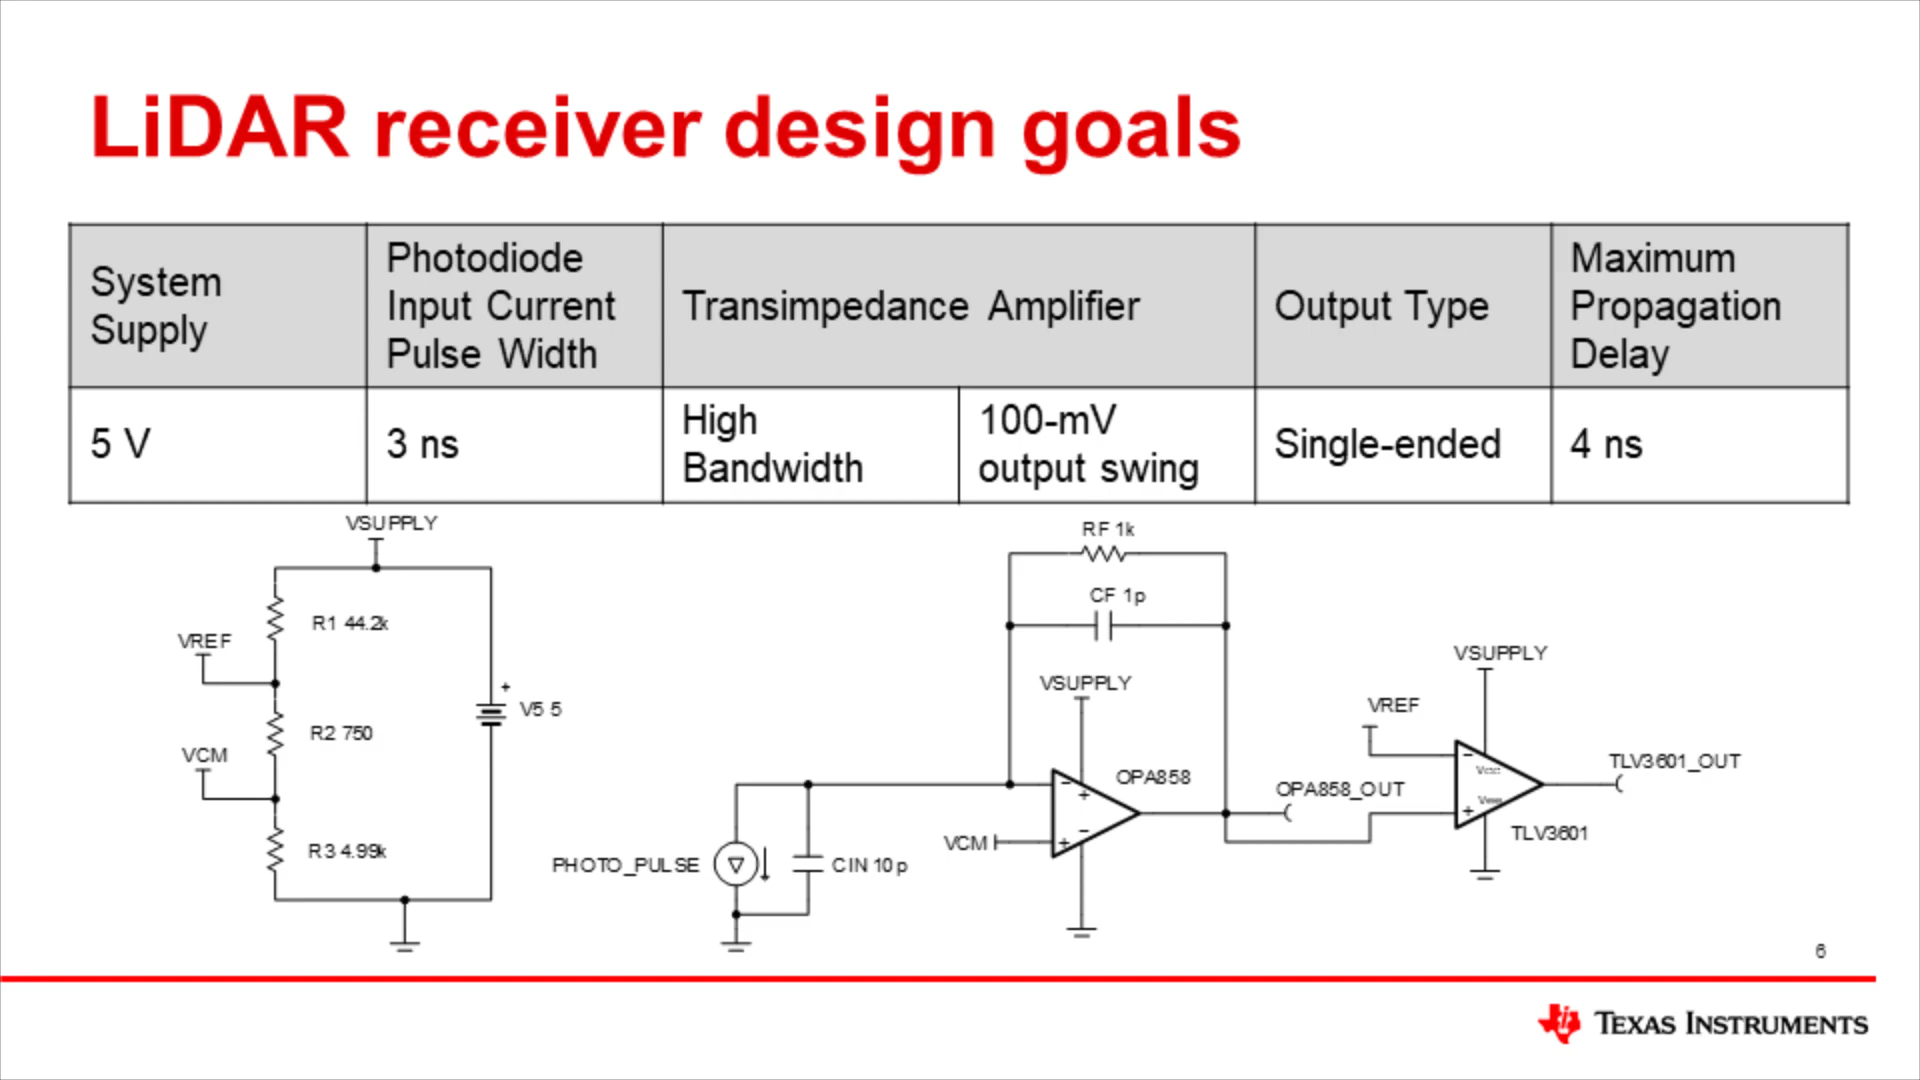 LiDAR receiver design goals
System
Supply
Photodiode
Input Current
Pulse Width
Transimpedance Amplifier
Output Type
Maximum
Propagation
Delay
5 V
3 ns
High
Bandwidth
100-mV
output swing
Single-ended
4 ns
VSUPPLY
R1 44.2k
VREF
R2 750
VCM
R3 4.99k
+
V5 5
RF 1k
CF 1p
VSUPPLY
OPA858
VCM
PHOTO_PULSE
CIN 10p
OPA858_OUT
VREF
VSUPPLY
TLV3601_OUT
TLV3601
6
TEXAS INSTRUMENTS